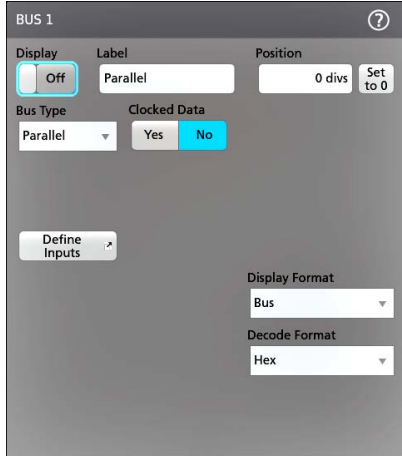 BUS 1
?
Display Label Position
Off Parallel 0 divs Set
to 0
Bus Type Clocked Data
Parallel Yes No
Define
Inputs
Display Format
Bus
Decode Format
Hex